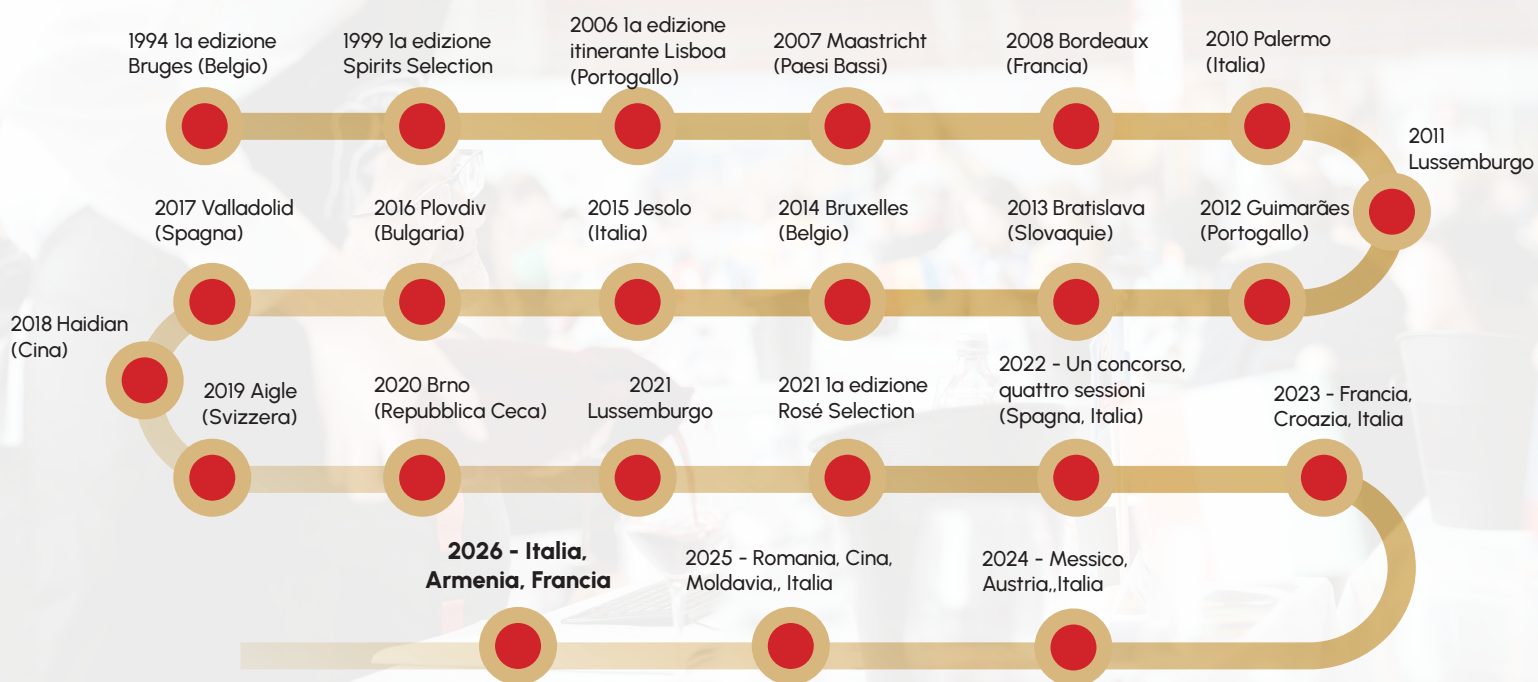 1994 1a edizione
Bruges (Belgio)
1999 1a edizione
Spirits Selection
2006 1a edizione
itinerante Lisboa
(Portogallo)
2007 Maastricht
(Paesi Bassi)
2008 Bordeaux
(Francia)
2010 Palermo
(Italia)
2011
Lussemburgo
2012 Guimarães
(Portogallo)
2013 Bratislava
(Slovaquie)
2014 Bruxelles
(Belgio)
2015 Jesolo
(Italia)
2016 Plovdiv
(Bulgaria)
2017 Valladolid
(Spagna)
2018 Haidian
(Cina)
2019 Aigle
(Svizzera)
2020 Brno
(Repubblica Ceca)
2021
Lussemburgo
2021 1a edizione
Rosé Selection
2022 - Un concorso,
quattro sessioni
(Spagna, Italia)
2023 - Francia,
Croazia, Italia
2024 - Messico,
Austria,,Italia
2025 - Romania, Cina,
Moldavia,, Italia
2026 - Italia,
Armenia, Francia